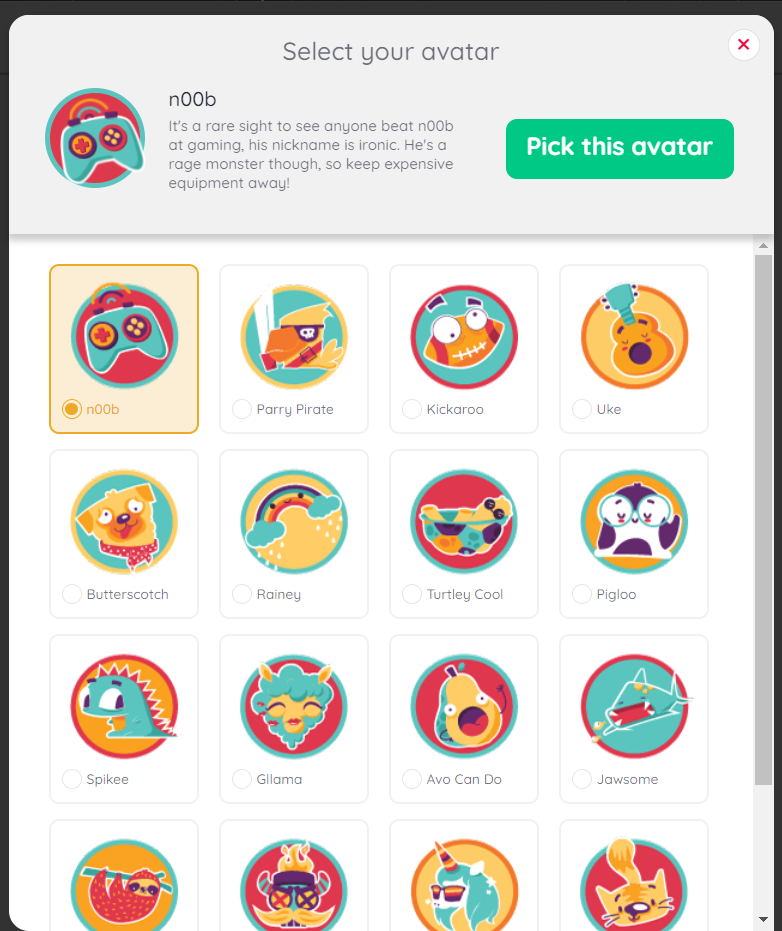 Select your avatar
n00b
It's a rare sight to see anyone beat n00b
at gaming, his nickname is ironic. He's a
rage monster though, so keep expensive
equipment away!
Pick this avatar
n00b
Parry Pirate
Kickaroo
Uke
Butterscotch
Rainey
Turtley Cool
Pigloo
Spikee
Gllama
Avo Can Do
Jawsome